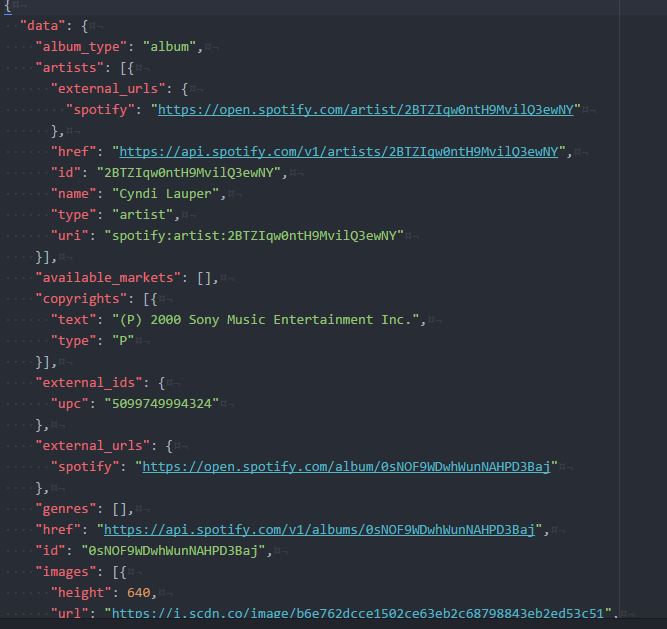 {
"data": {
"album_type": "album",
"artists": [{
"external_urls": {
"spotify": "https://open.spotify.com/artist/2BTZIqw0ntH9MvilQ3ewNY"
},
"href": "https://api.spotify.com/v1/artists/2BTZIqw0ntH9MvilQ3ewNY",
"id": "2BTZIqw0ntH9MvilQ3ewNY",
"name": "Cyndi Lauper",
"type": "artist",
"uri": "spotify:artist:2BTZIqw0ntH9MvilQ3ewNY"
}],
"available_markets": [],
"copyrights": [{
"text": "(P) 2000 Sony Music Entertainment Inc.",
"type": "P"
}],
"external_ids": {
"upc": "5099749994324"
},
"external_urls": {
"spotify": "https://open.spotify.com/album/0sNOF9WDwhWunNAHPD3Baj"
},
"genres": [],
"href": "https://api.spotify.com/v1/albums/0sNOF9WDwhWunNAHPD3Baj",
"id": "0sNOF9WDwhWunNAHPD3Baj",
"images": [{
"height": 640,
"url": "https://i.scdn.co/image/b6e762dcce1502ce63eb2c68798843eb2ed53c51",